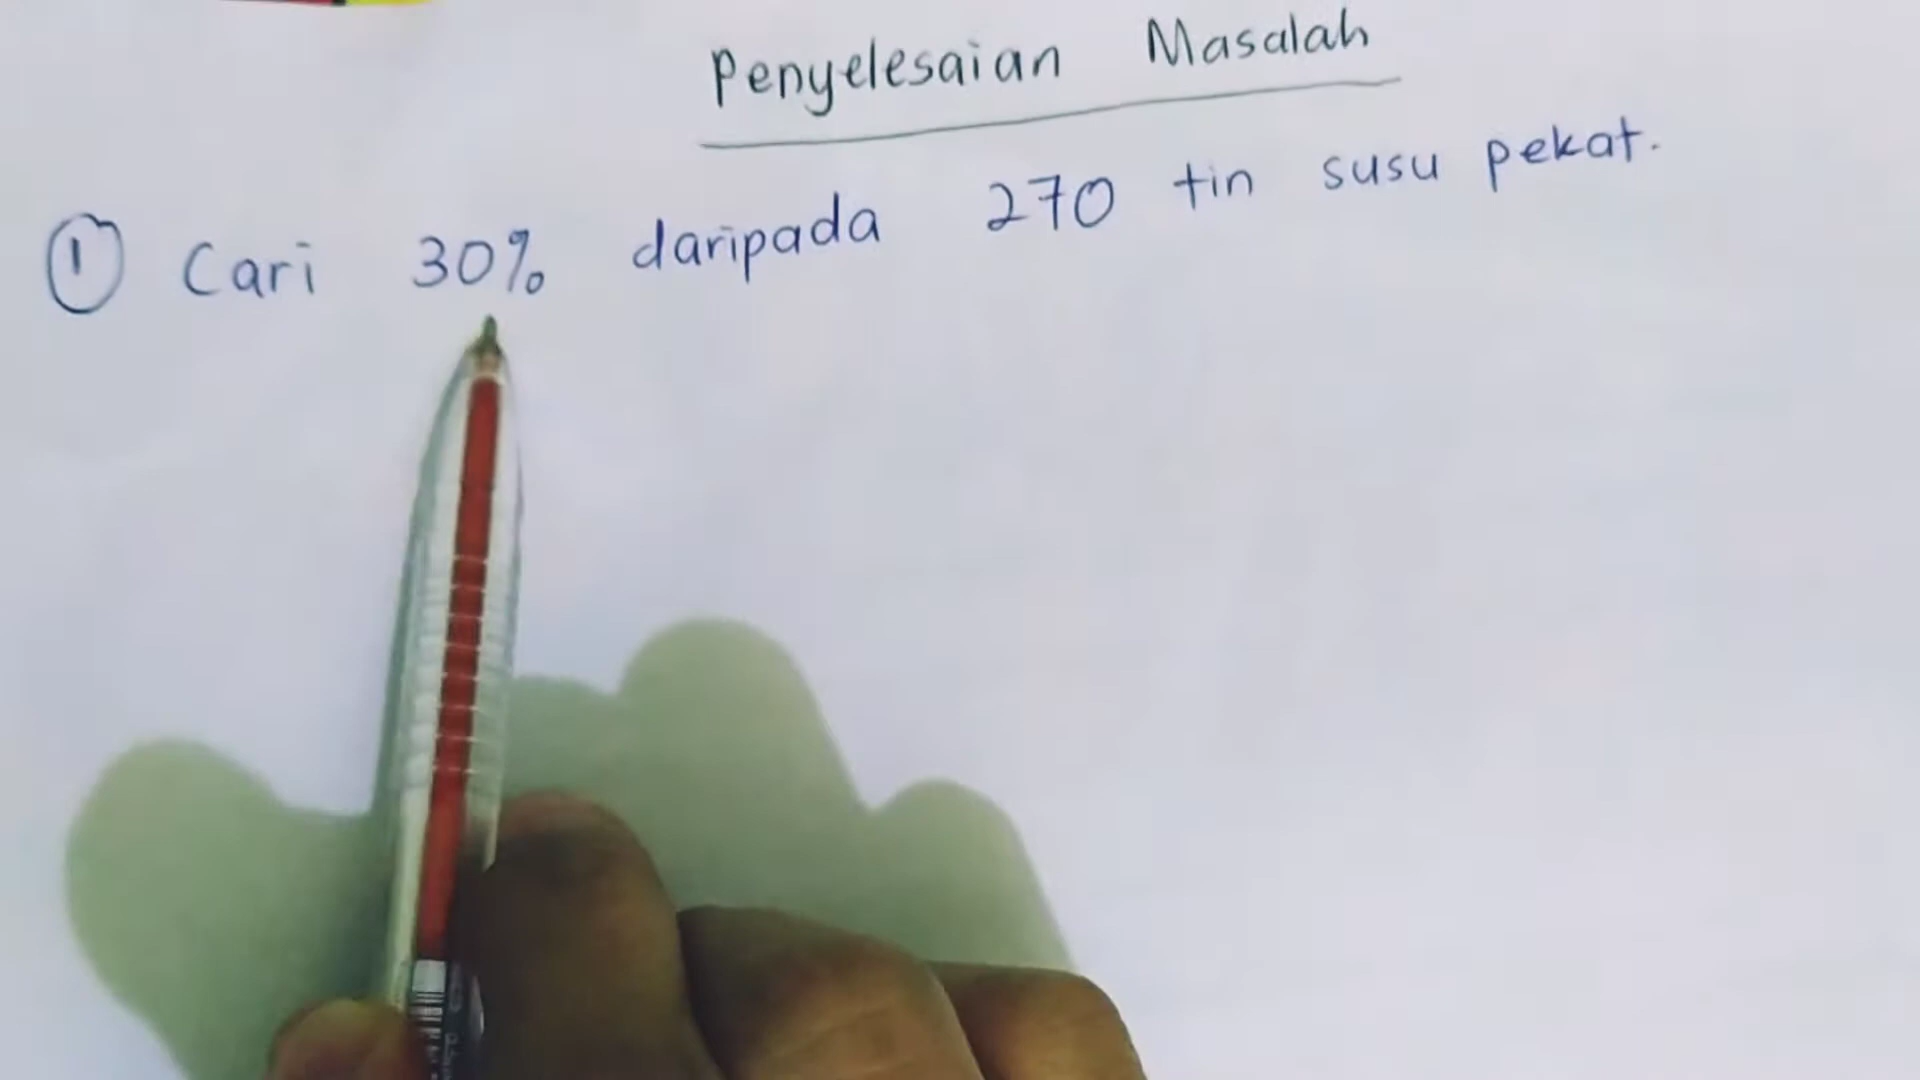 Penyelesaian Masalah
① Cari 30% daripada 270 tin susu pekat.